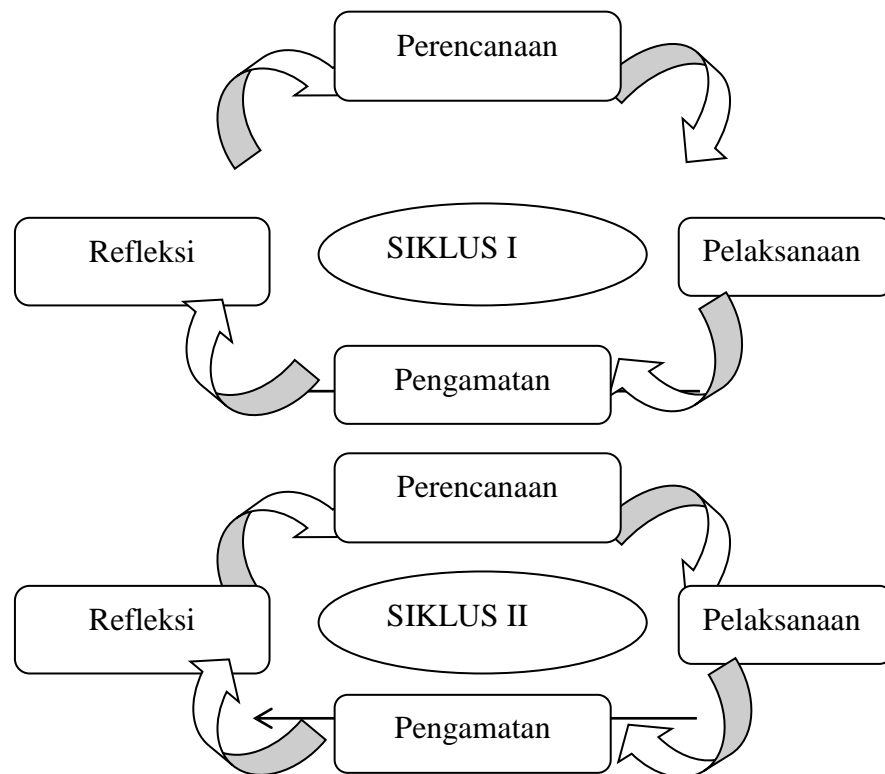 Perencanaan
Refleksi
SIKLUS I
Pelaksanaan
Pengamatan
Perencanaan
Refleksi
SIKLUS II
Pelaksanaan
Pengamatan